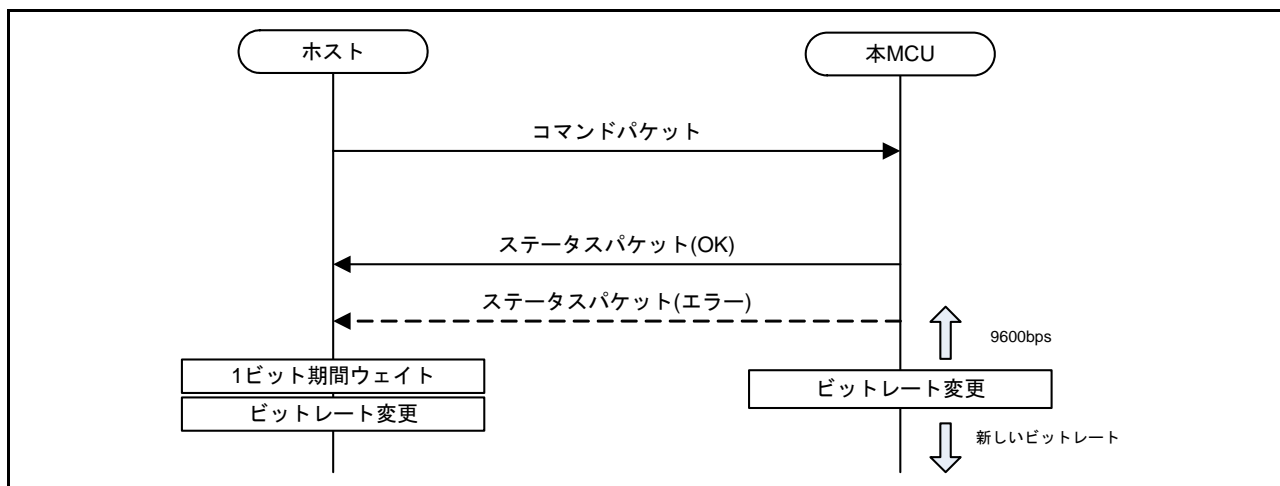 ホスト
本MCU
コマンドパケット
ステータスパケット(OK)
ステータスパケット(エラー)
9600bps
1ビット期間ウェイト
ビットレート変更
ビットレート変更
新しいビットレート